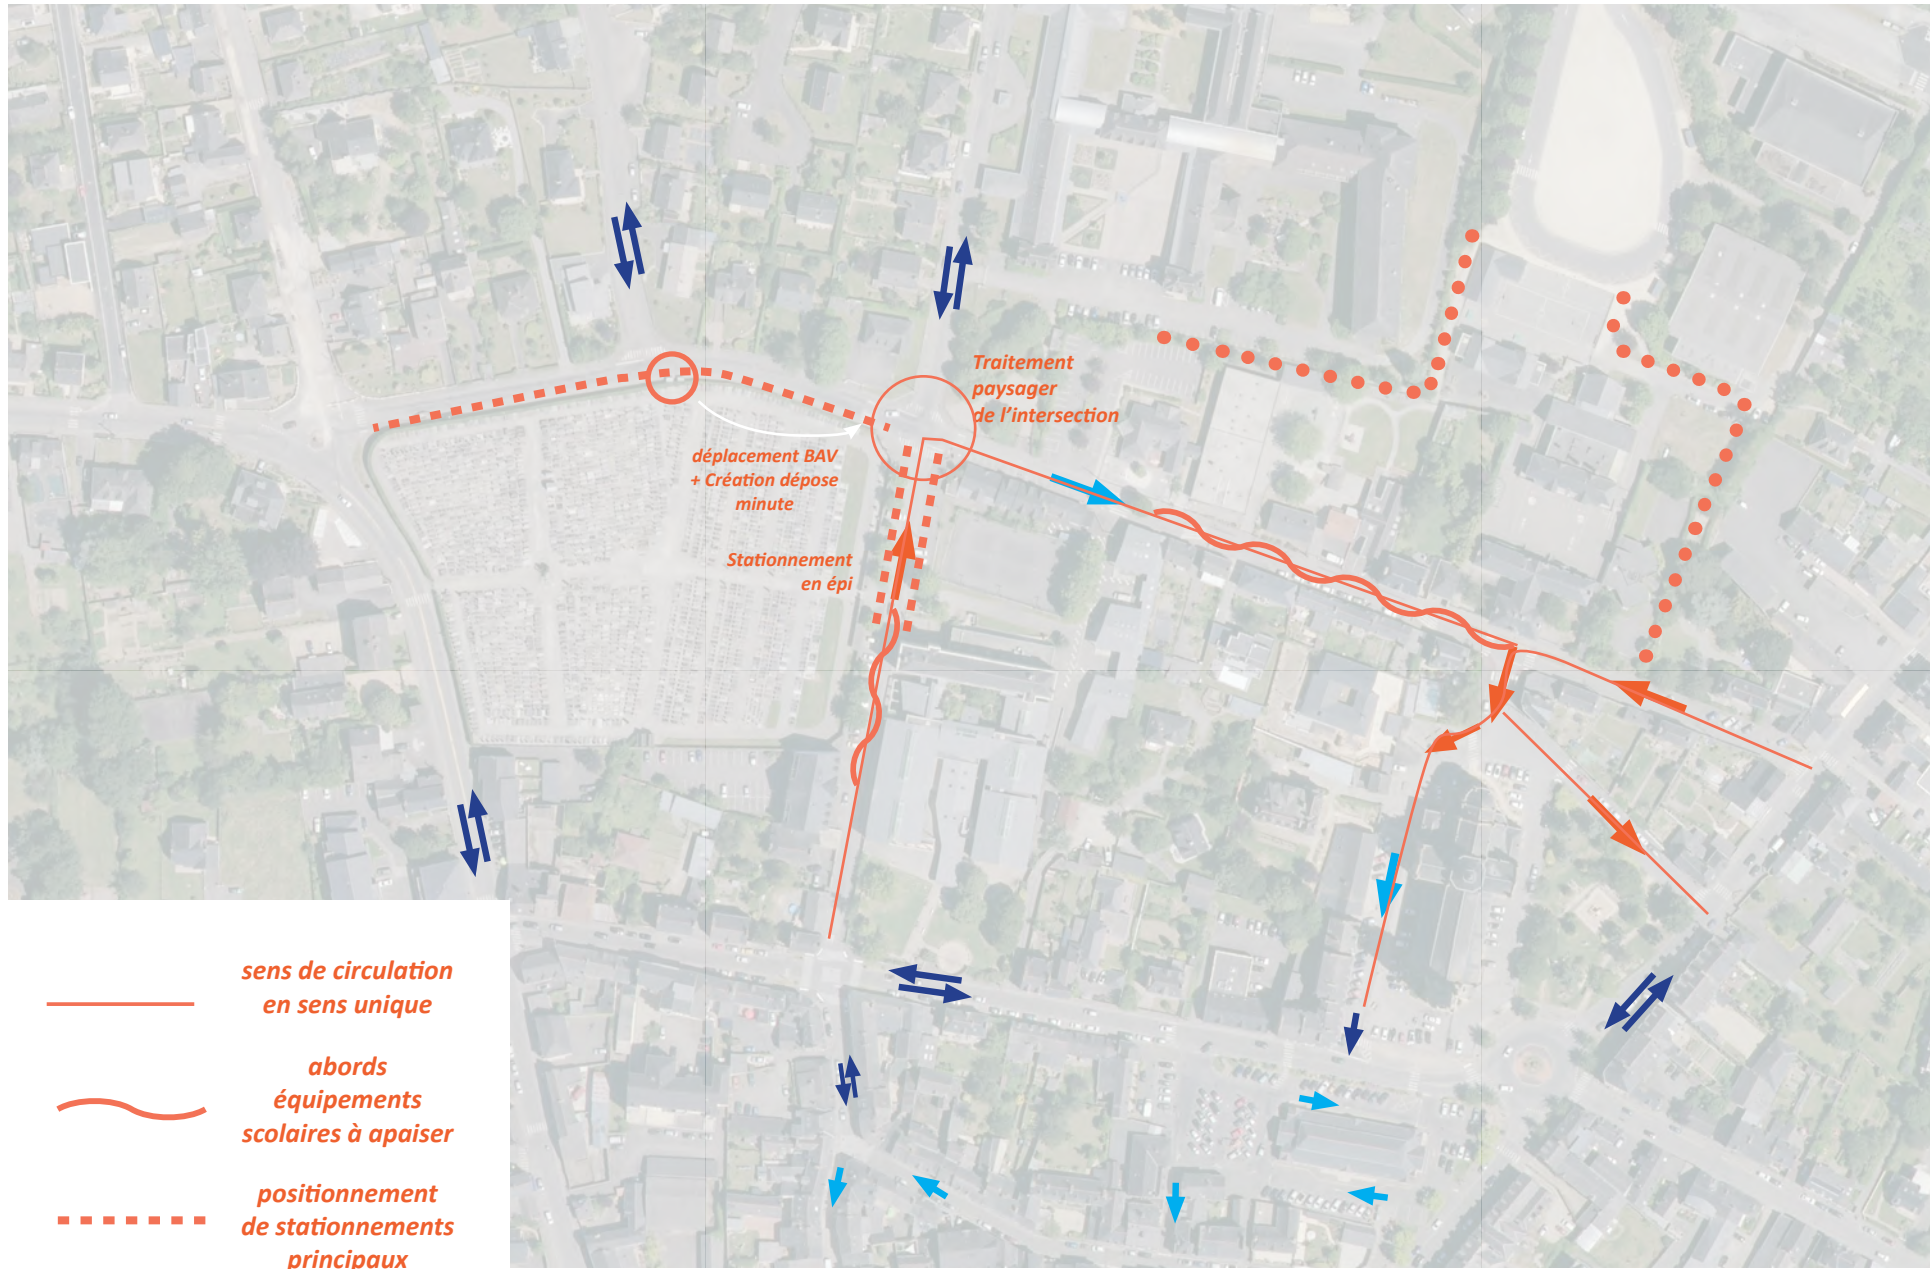 Traitement
paysager
de l'intersection
déplacement BAV
+ Création dépose
minute
Stationnement
en épi
sens de circulation
en sens unique
abords
équipements
scolaires à apaiser
positionnement
de stationnements
principaux